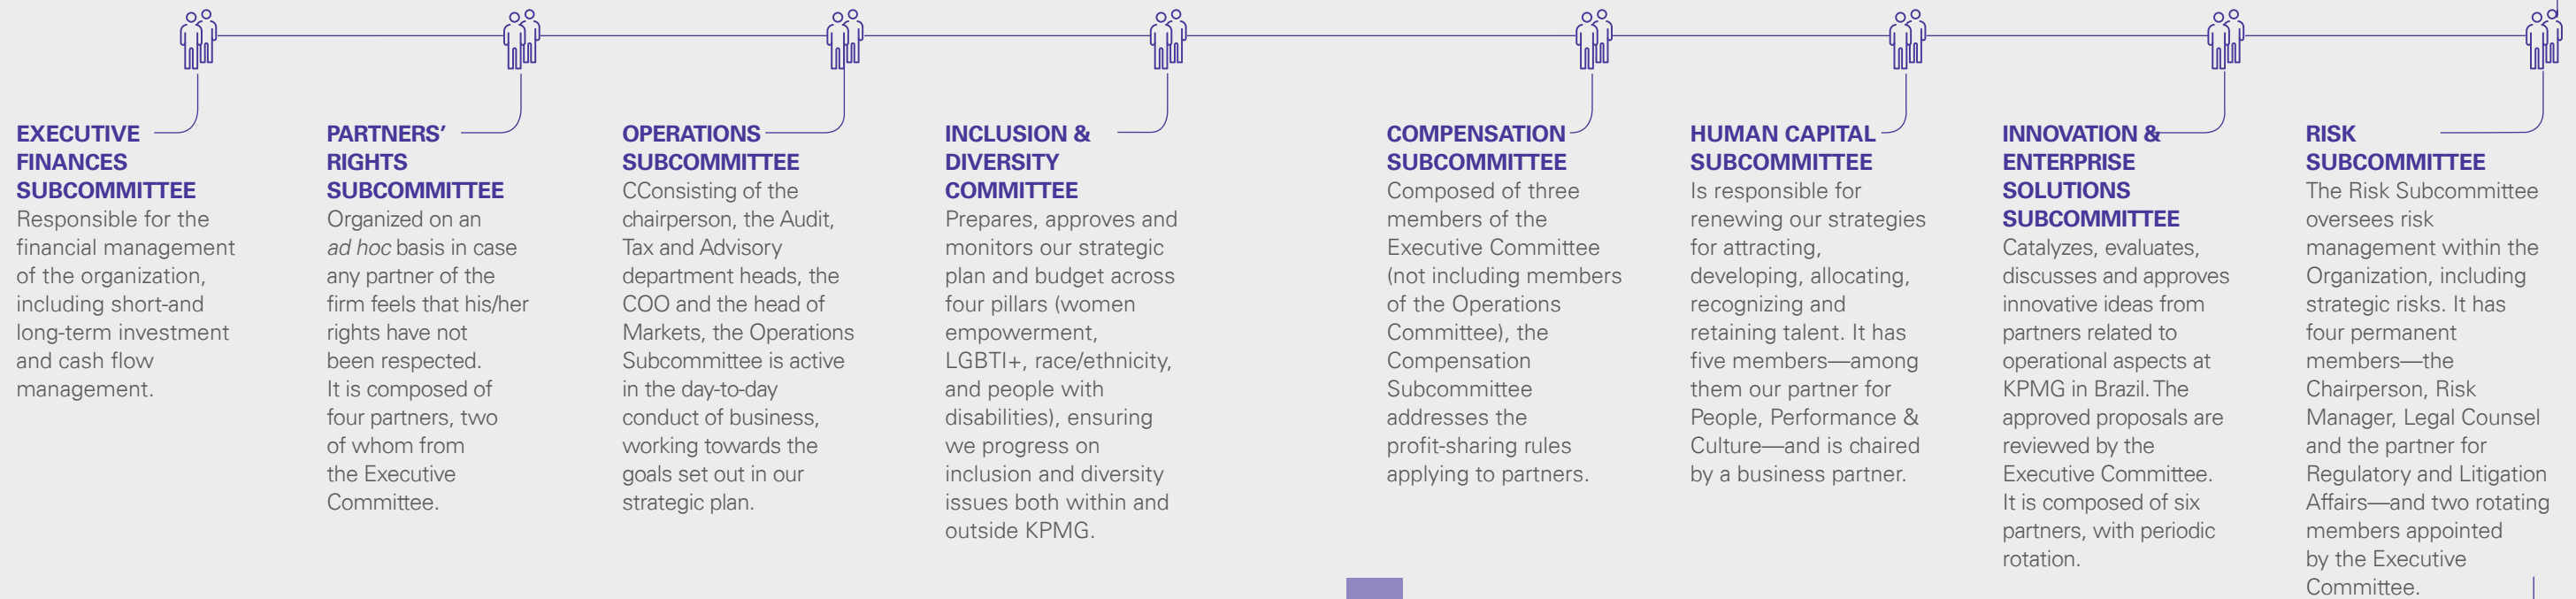 EXECUTIVE
FINANCES
SUBCOMMITTEE
Responsible for the
financial management
of the organization,
including short-and
long-term investment
and cash flow
management.
PARTNERS’
RIGHTS
SUBCOMMITTEE
Organized on an
ad hoc basis in case
any partner of the
firm feels that his/her
rights have not
been respected.
It is composed of
four partners, two
of whom from
the Executive
Committee.
OPERATIONS
SUBCOMMITTEE
CConsisting of the
chairperson, the Audit,
Tax and Advisory
department heads, the
COO and the head of
Markets, the Operations
Subcommittee is active
in the day-to-day
conduct of business,
working towards the
goals set out in our
strategic plan.
INCLUSION &
DIVERSITY
COMMITTEE
Prepares, approves and
monitors our strategic
plan and budget across
four pillars (women
empowerment,
LGBTI+, race/ethnicity,
and people with
disabilities), ensuring
we progress on
inclusion and diversity
issues both within and
outside KPMG.
COMPENSATION
SUBCOMMITTEE
Composed of three
members of the
Executive Committee
(not including members
of the Operations
Committee), the
Compensation
Subcommittee
addresses the
profit-sharing rules
applying to partners.
HUMAN CAPITAL
SUBCOMMITTEE
Is responsible for
renewing our strategies
for attracting,
developing, allocating,
recognizing and
retaining talent. It has
five members—among
them our partner for
People, Performance &
Culture—and is chaired
by a business partner.
INNOVATION &
ENTERPRISE
SOLUTIONS
SUBCOMMITTEE
Catalyzes, evaluates,
discusses and approves
innovative ideas from
partners related to
operational aspects at
KPMG in Brazil. The
approved proposals are
reviewed by the
Executive Committee.
It is composed of six
partners, with periodic
rotation.
RISK
SUBCOMMITTEE
The Risk Subcommittee
oversees risk
management within the
Organization, including
strategic risks. It has
four permanent
members—the
Chairperson, Risk
Manager, Legal Counsel
and the partner for
Regulatory and Litigation
Affairs—and two rotating
members appointed
by the Executive
Committee.